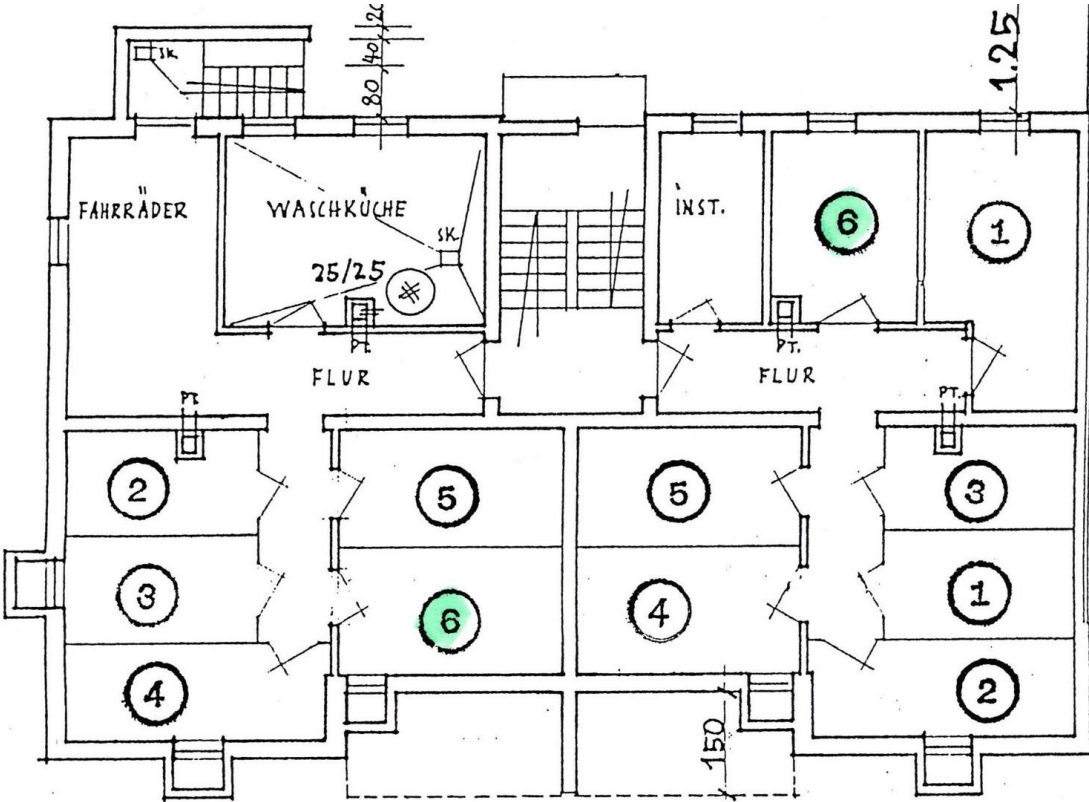 SK
20
40
80
1.25
FAHRRÄDER
WASCHKÜCHE
INST.
6
1
SK
25/25
PT.
PT.
FLUR
FLUR
PT.
PT.
2
5
5
3
3
6
4
1
4
2
150